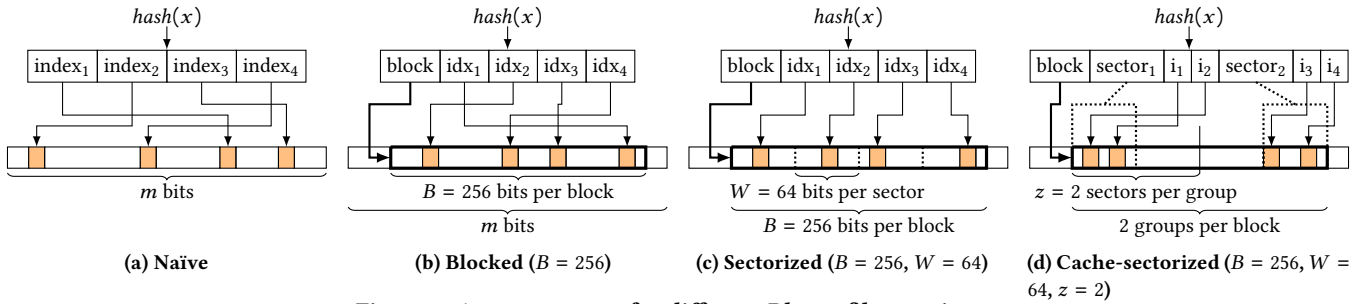 hash(x)
index₁ index₂ index₃ index₄
m bits
(a) Naïve
hash(x)
block idx₁ idx₂ idx₃ idx₄
B = 256 bits per block
m bits
(b) Blocked (B = 256)
hash(x)
block idx₁ idx₂ idx₃ idx₄
W = 64 bits per sector
B = 256 bits per block
(c) Sectorized (B = 256, W = 64)
hash(x)
block sector₁ i₁ i₂ sector₂ i₃ i₄
z = 2 sectors per group
2 groups per block
(d) Cache-sectorized (B = 256, W =
64, z = 2)